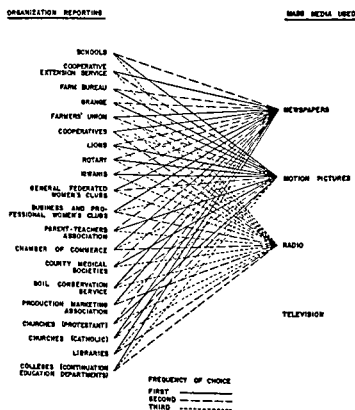 ORGANIZATION REPORTING
MASS MEDIA USED
SCHOOLS
COOPERATIVE
EXTENSION SERVICE
FARM BUREAU
GRANGE
FARMERS' UNION
COOPERATIVES
LIONS
ROTARY
KIWANIS
GENERAL FEDERATED
WOMEN'S CLUBS
BUSINESS AND PRO-
FESSIONAL WOMEN'S CLUBS
PARENT-TEACHERS
ASSOCIATION
CHAMBER OF COMMERCE
COUNTY MEDICAL
SOCIETIES
SOIL CONSERVATION
SERVICE
PRODUCTION MARKETING
ASSOCIATION
CHURCHES (PROTESTANT)
CHURCHES (CATHOLIC)
LIBRARIES
COLLEGES (CONTINUATION
EDUCATION DEPARTMENTS)
NEWSPAPERS
MOTION PICTURES
RADIO
TELEVISION
FREQUENCY OF CHOICE
FIRST
SECOND
THIRD